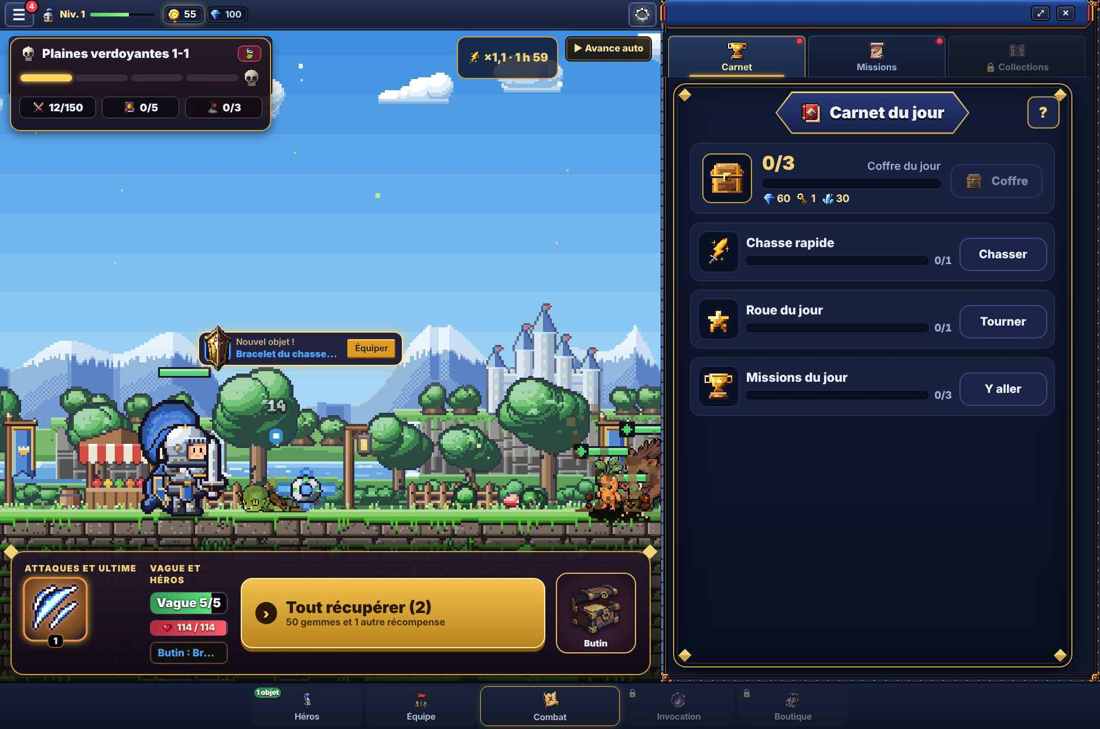 4
Niv. 1
55
100
Plaines verdoyantes 1-1
12/150
0/5
0/3
×1,1 · 1 h 59
Avance auto
Nouvel objet !
Bracelet du chasse...
Équiper
14
ATTAQUES ET ULTIME
1
VAGUE ET
HÉROS
Vague 5/5
114 / 114
Butin : Br...
Tout récupérer (2)
50 gemmes et 1 autre récompense
Butin
1 objet
Héros
Équipe
Combat
Invocation
Boutique
Carnet
Missions
Collections
Carnet du jour
?
0/3
Coffre du jour
60
1
30
Coffre
Chasse rapide
0/1
Chasser
Roue du jour
0/1
Tourner
Missions du jour
0/3
Y aller